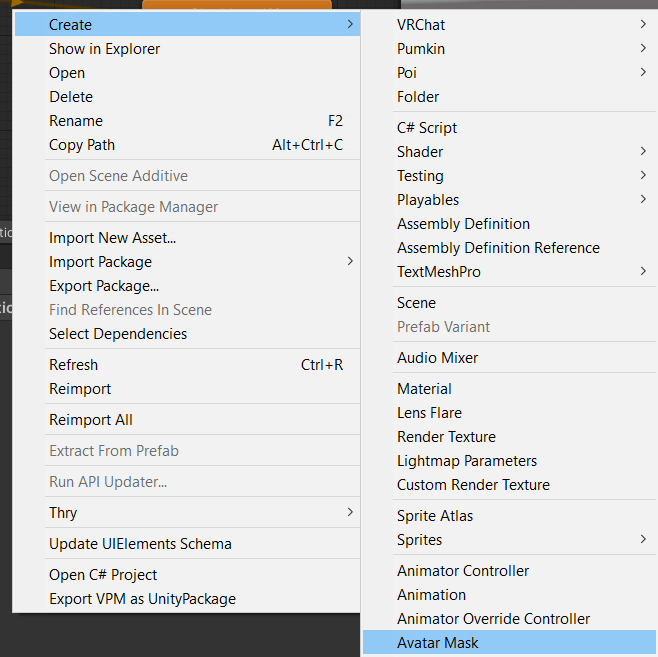 Create
Show in Explorer
Open
Delete
Rename F2
Copy Path Alt+Ctrl+C
Open Scene Additive
View in Package Manager
Import New Asset...
Import Package
Export Package...
Find References In Scene
Select Dependencies
Refresh Ctrl+R
Reimport
Reimport All
Extract From Prefab
Run API Updater...
Thry
Update UIElements Schema
Open C# Project
Export VPM as UnityPackage
VRChat
Pumkin
Poi
Folder
C# Script
Shader
Testing
Playables
Assembly Definition
Assembly Definition Reference
TextMeshPro
Scene
Prefab Variant
Audio Mixer
Material
Lens Flare
Render Texture
Lightmap Parameters
Custom Render Texture
Sprite Atlas
Sprites
Animator Controller
Animation
Animator Override Controller
Avatar Mask